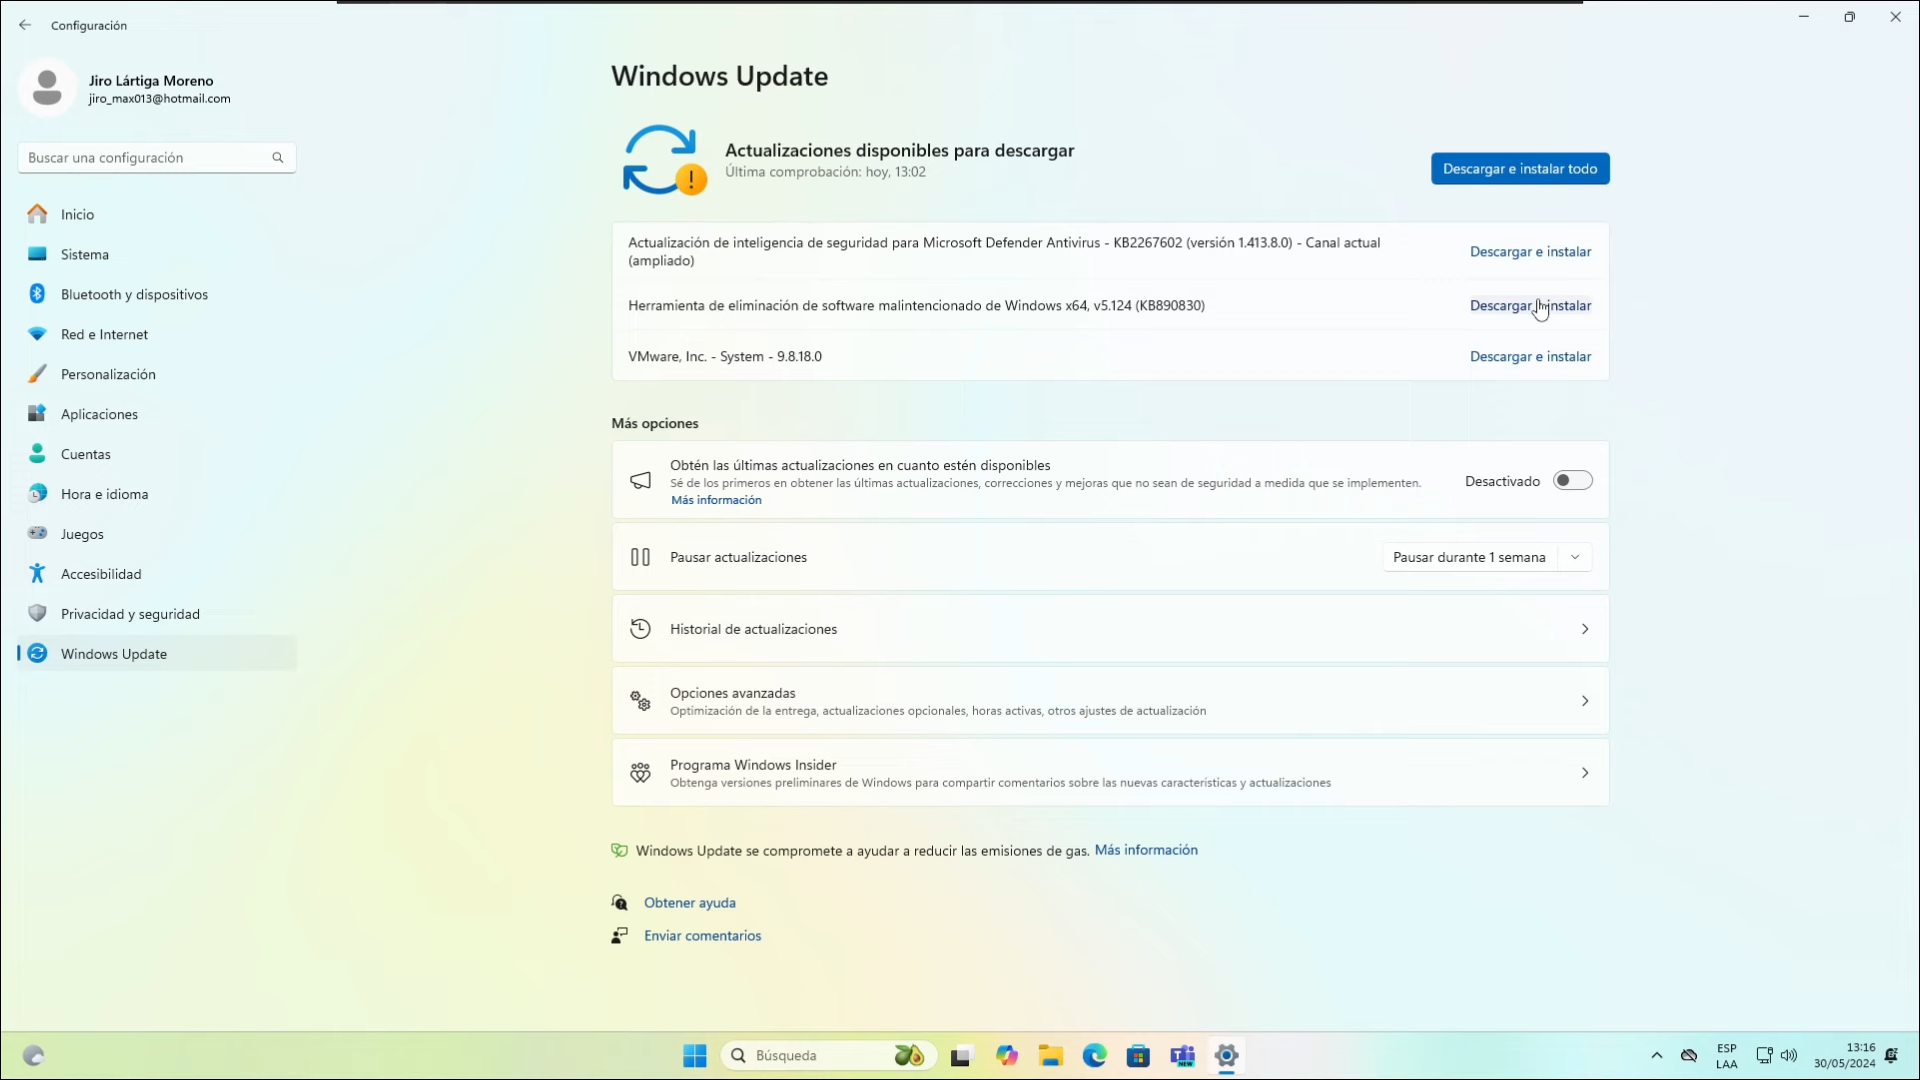 Configuración
Jiro Lártiga Moreno
jiro_max013@hotmail.com
Buscar una configuración
Inicio
Sistema
Bluetooth y dispositivos
Red e Internet
Personalización
Aplicaciones
Cuentas
Hora e idioma
Juegos
Accesibilidad
Privacidad y seguridad
Windows Update
Windows Update
Actualizaciones disponibles para descargar
Última comprobación: hoy, 13:02
Descargar e instalar todo
Actualización de inteligencia de seguridad para Microsoft Defender Antivirus - KB2267602 (versión 1.413.8.0) - Canal actual
(ampliado)
Descargar e instalar
Herramienta de eliminación de software malintencionado de Windows x64, v5.124 (KB890830)
Descargar e instalar
VMware, Inc. - System - 9.8.18.0
Descargar e instalar
Más opciones
Obtén las últimas actualizaciones en cuanto estén disponibles
Sé de los primeros en obtener las últimas actualizaciones, correcciones y mejoras que no sean de seguridad a medida que se implementen.
Más información
Desactivado
Pausar actualizaciones
Pausar durante 1 semana
Historial de actualizaciones
Opciones avanzadas
Optimización de la entrega, actualizaciones opcionales, horas activas, otros ajustes de actualización
Programa Windows Insider
Obtenga versiones preliminares de Windows para compartir comentarios sobre las nuevas características y actualizaciones
Windows Update se compromete a ayudar a reducir las emisiones de gas. Más información
Obtener ayuda
Enviar comentarios
Búsqueda
NEW
ESP
LAA
13:16
30/05/2024